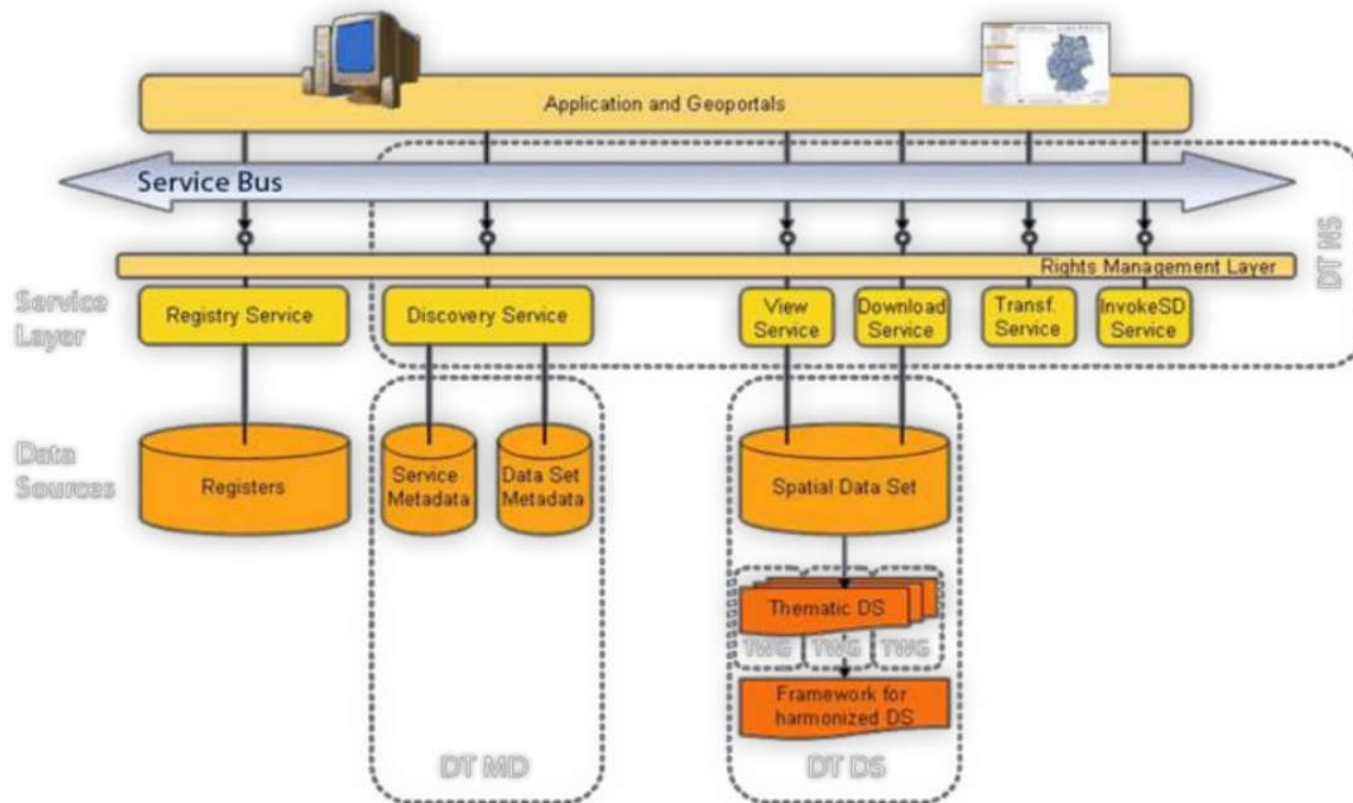 Application and Geoportals
Service Bus
DT NS
Rights Management Layer
Service
Layer
Registry Service
Discovery Service
View
Service
Download
Service
Transf.
Service
InvokeSD
Service
Data
Sources
Registers
Service
Metadata
Data Set
Metadata
Spatial Data Set
Thematic DS
TWG TWG TWG
Framework for
harmonized DS
DT MD
DT DS